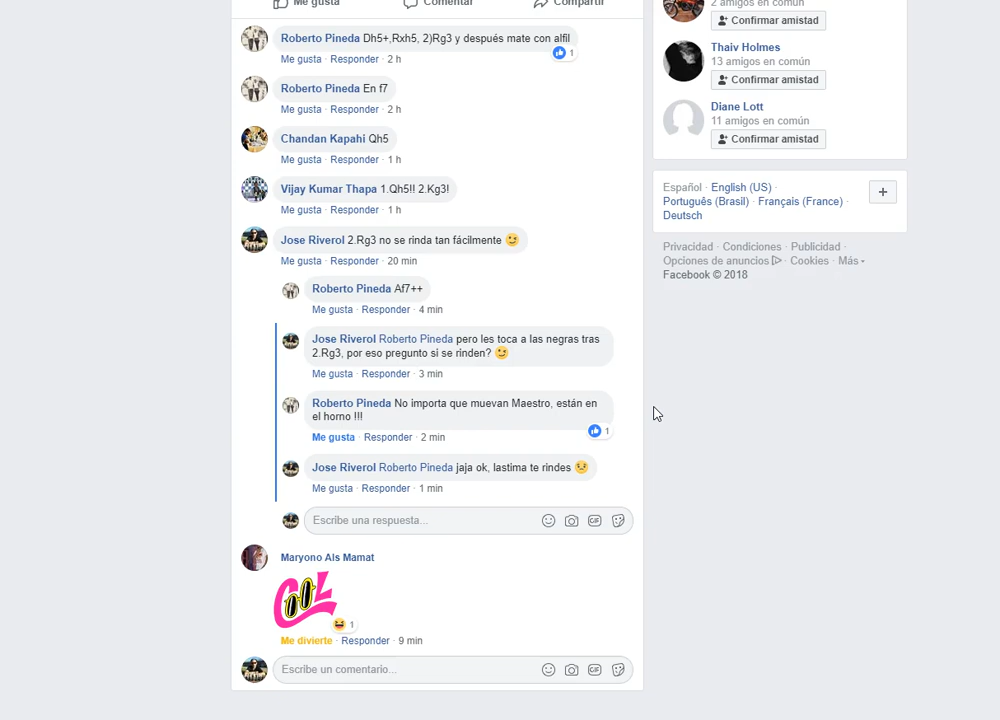 Me gusta Comentar Compartir
Roberto Pineda Dh5+,Rxh5, 2)Rg3 y después mate con alfil
1
Me gusta · Responder · 2 h
Roberto Pineda En f7
Me gusta · Responder · 2 h
Chandan Kapahi Qh5
Me gusta · Responder · 1 h
Vijay Kumar Thapa 1.Qh5!! 2.Kg3!
Me gusta · Responder · 1 h
Jose Riverol 2.Rg3 no se rinda tan fácilmente
Me gusta · Responder · 20 min
Roberto Pineda Af7++
Me gusta · Responder · 4 min
Jose Riverol Roberto Pineda pero les toca a las negras tras
2.Rg3, por eso pregunto si se rinden?
Me gusta · Responder · 3 min
Roberto Pineda No importa que muevan Maestro, están en
el horno !!!
1
Me gusta · Responder · 2 min
Jose Riverol Roberto Pineda jaja ok, lastima te rindes
Me gusta · Responder · 1 min
Escribe una respuesta...
GIF
Maryono Als Mamat
COOL
1
Me divierte · Responder · 9 min
Escribe un comentario...
GIF
2 amigos en común
Confirmar amistad
Thaiv Holmes
13 amigos en común
Confirmar amistad
Diane Lott
11 amigos en común
Confirmar amistad
Español · English (US) ·
Português (Brasil) · Français (France) ·
Deutsch
+
Privacidad · Condiciones · Publicidad ·
Opciones de anuncios · Cookies · Más
Facebook © 2018